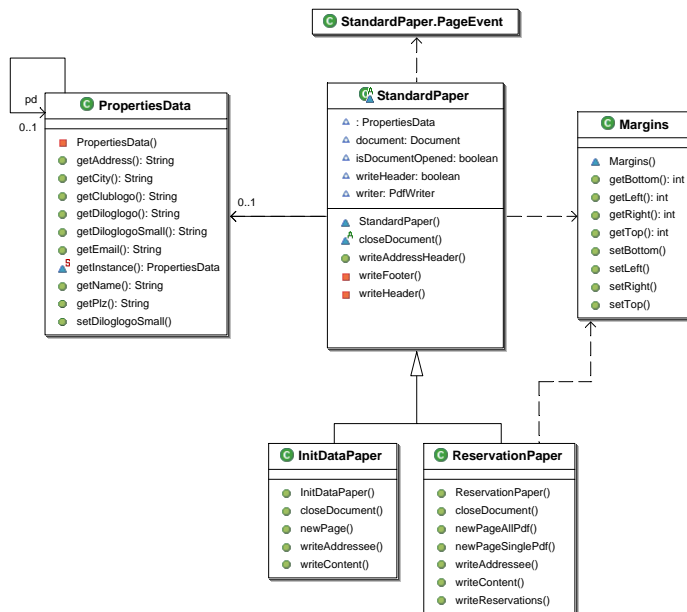 StandardPaper.PageEvent
pd
0..1
PropertiesData
PropertiesData()
getAddress(): String
getCity(): String
getClublogo(): String
getDiloglogo(): String
getDiloglogoSmall(): String
getEmail(): String
getInstance(): PropertiesData
getName(): String
getPlz(): String
setDiloglogoSmall()
0..1
StandardPaper
: PropertiesData
document: Document
isDocumentOpened: boolean
writeHeader: boolean
writer: PdfWriter
StandardPaper()
closeDocument()
writeAddressHeader()
writeFooter()
writeHeader()
Margins
Margins()
getBottom(): int
getLeft(): int
getRight(): int
getTop(): int
setBottom()
setLeft()
setRight()
setTop()
InitDataPaper
InitDataPaper()
closeDocument()
newPage()
writeAddressee()
writeContent()
ReservationPaper
ReservationPaper()
closeDocument()
newPageAllPdf()
newPageSinglePdf()
writeAddressee()
writeContent()
writeReservations()